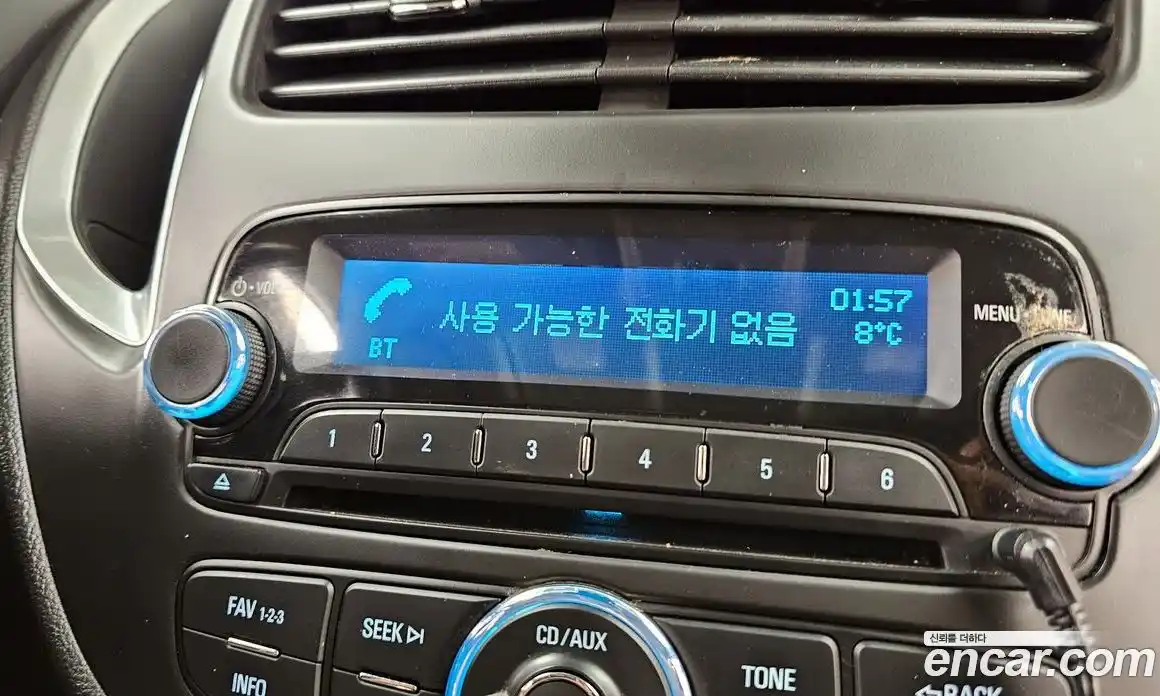 ⏻·VOL
MENU·TUNE
01:57
사용 가능한 전화기 없음
8°C
BT
1
2
3
4
5
6
FAV 1-2-3
SEEK
CD/AUX
TONE
INFO
BACK
신뢰를 더하다
encar.com